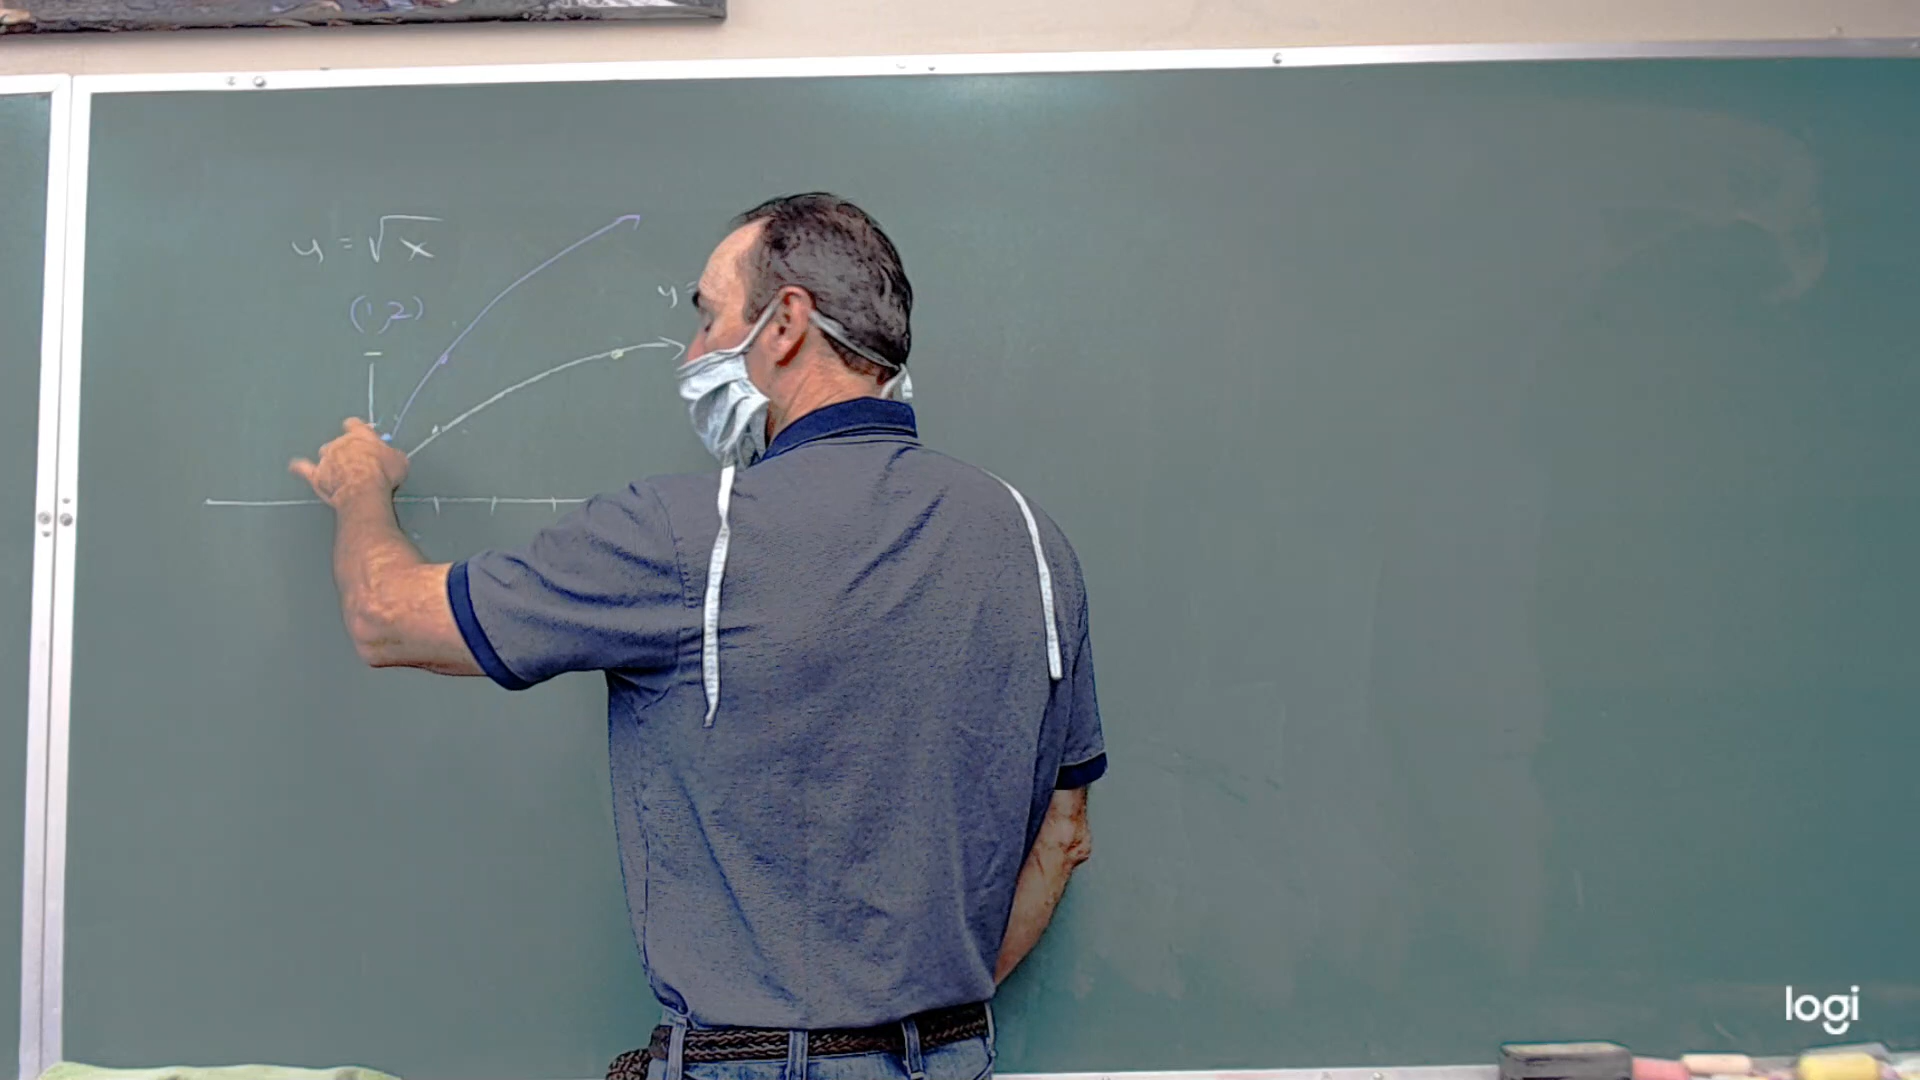 y = √x
(1,2)
y =
logi